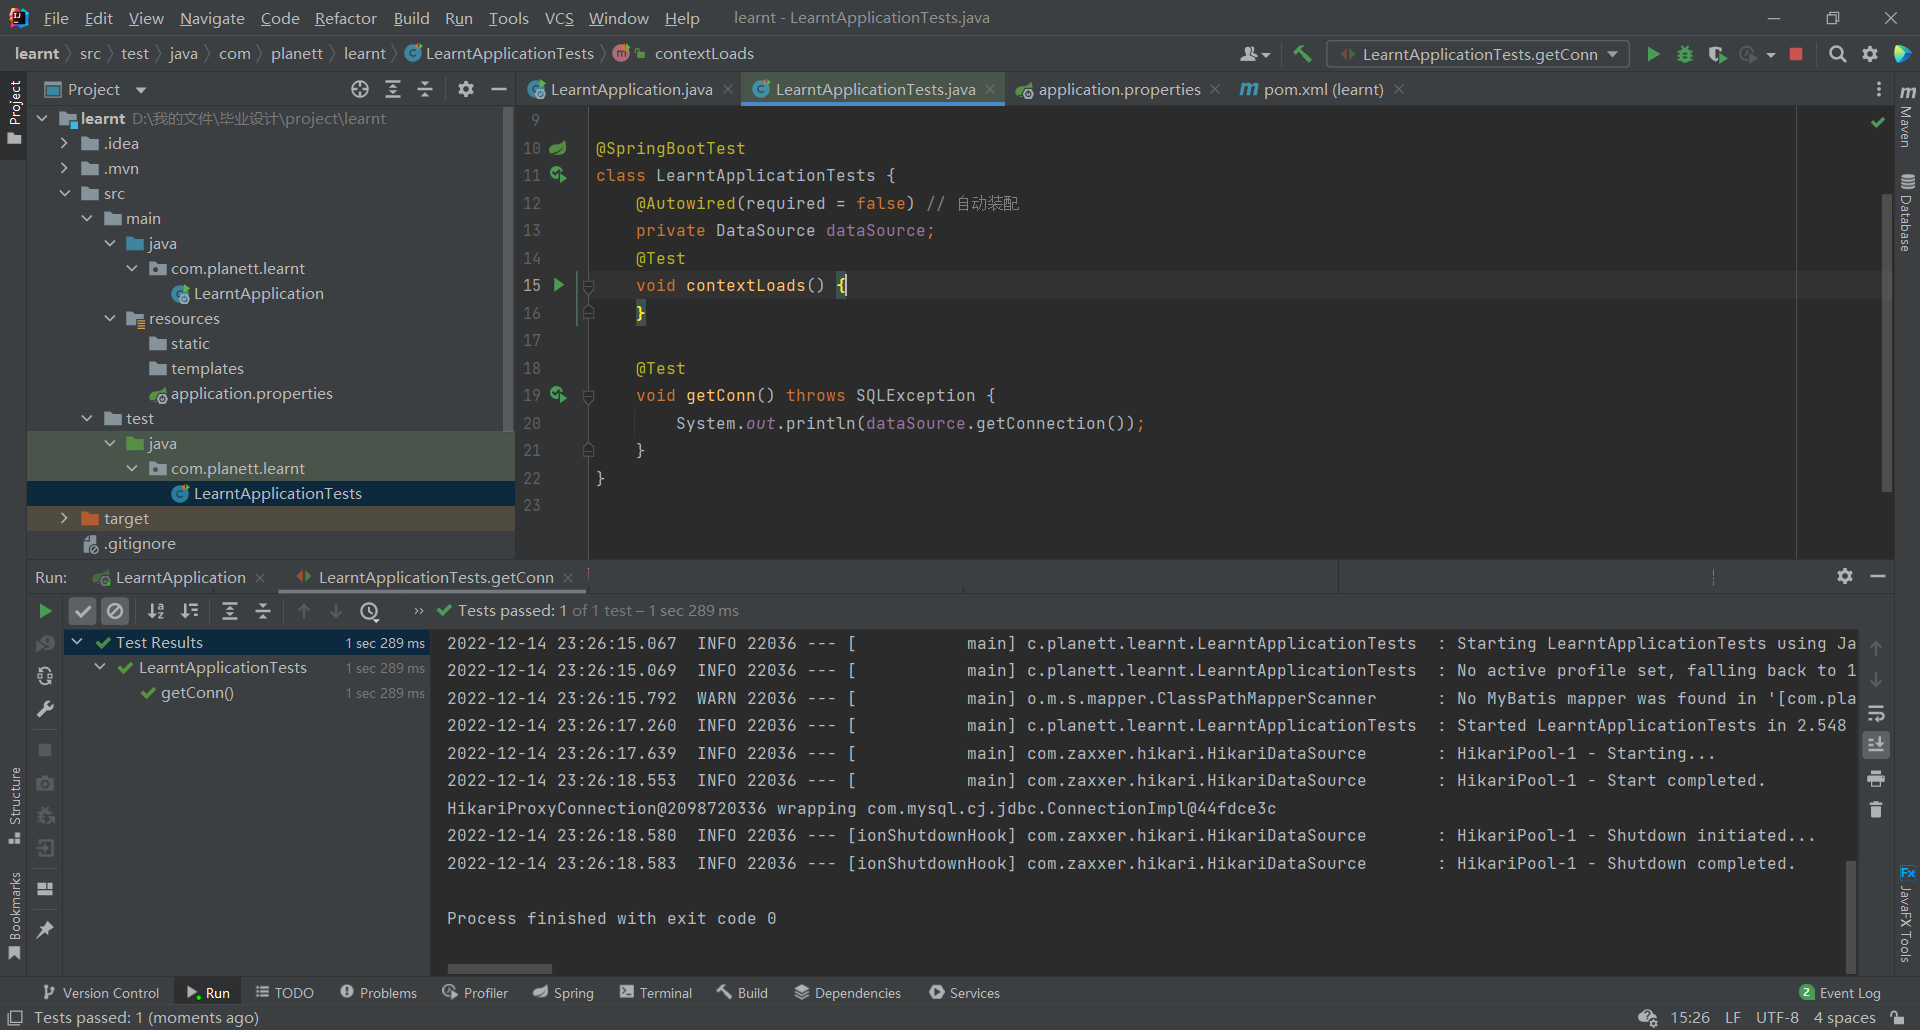 File Edit View Navigate Code Refactor Build Run Tools VCS Window Help learnt - LearntApplicationTests.java
learnt src test java com planett learnt LearntApplicationTests contextLoads LearntApplicationTests.getConn
Project
LearntApplication.java LearntApplicationTests.java application.properties pom.xml (learnt)
learnt D:\我的文件\毕业设计\project\learnt
.idea
.mvn
src
main
java
com.planett.learnt
LearntApplication
resources
static
templates
application.properties
test
java
com.planett.learnt
LearntApplicationTests
target
.gitignore
9
10 @SpringBootTest
11 class LearntApplicationTests {
12 @Autowired(required = false) // 自动装配
13 private DataSource dataSource;
14 @Test
15 void contextLoads() {
16 }
17
18 @Test
19 void getConn() throws SQLException {
20 System.out.println(dataSource.getConnection());
21 }
22 }
23
Project
Structure
Bookmarks
Maven
Database
JavaFX Tools
Run: LearntApplication LearntApplicationTests.getConn
Tests passed: 1 of 1 test – 1 sec 289 ms
Test Results 1 sec 289 ms
LearntApplicationTests 1 sec 289 ms
getConn() 1 sec 289 ms
2022-12-14 23:26:15.067 INFO 22036 --- [ main] c.planett.learnt.LearntApplicationTests : Starting LearntApplicationTests using Ja
2022-12-14 23:26:15.069 INFO 22036 --- [ main] c.planett.learnt.LearntApplicationTests : No active profile set, falling back to 1
2022-12-14 23:26:15.792 WARN 22036 --- [ main] o.m.s.mapper.ClassPathMapperScanner : No MyBatis mapper was found in '[com.pla
2022-12-14 23:26:17.260 INFO 22036 --- [ main] c.planett.learnt.LearntApplicationTests : Started LearntApplicationTests in 2.548
2022-12-14 23:26:17.639 INFO 22036 --- [ main] com.zaxxer.hikari.HikariDataSource : HikariPool-1 - Starting...
2022-12-14 23:26:18.553 INFO 22036 --- [ main] com.zaxxer.hikari.HikariDataSource : HikariPool-1 - Start completed.
HikariProxyConnection@2098720336 wrapping com.mysql.cj.jdbc.ConnectionImpl@44fdce3c
2022-12-14 23:26:18.580 INFO 22036 --- [ionShutdownHook] com.zaxxer.hikari.HikariDataSource : HikariPool-1 - Shutdown initiated...
2022-12-14 23:26:18.583 INFO 22036 --- [ionShutdownHook] com.zaxxer.hikari.HikariDataSource : HikariPool-1 - Shutdown completed.
Process finished with exit code 0
Version Control Run TODO Problems Profiler Spring Terminal Build Dependencies Services 2 Event Log
Tests passed: 1 (moments ago) 15:26 LF UTF-8 4 spaces